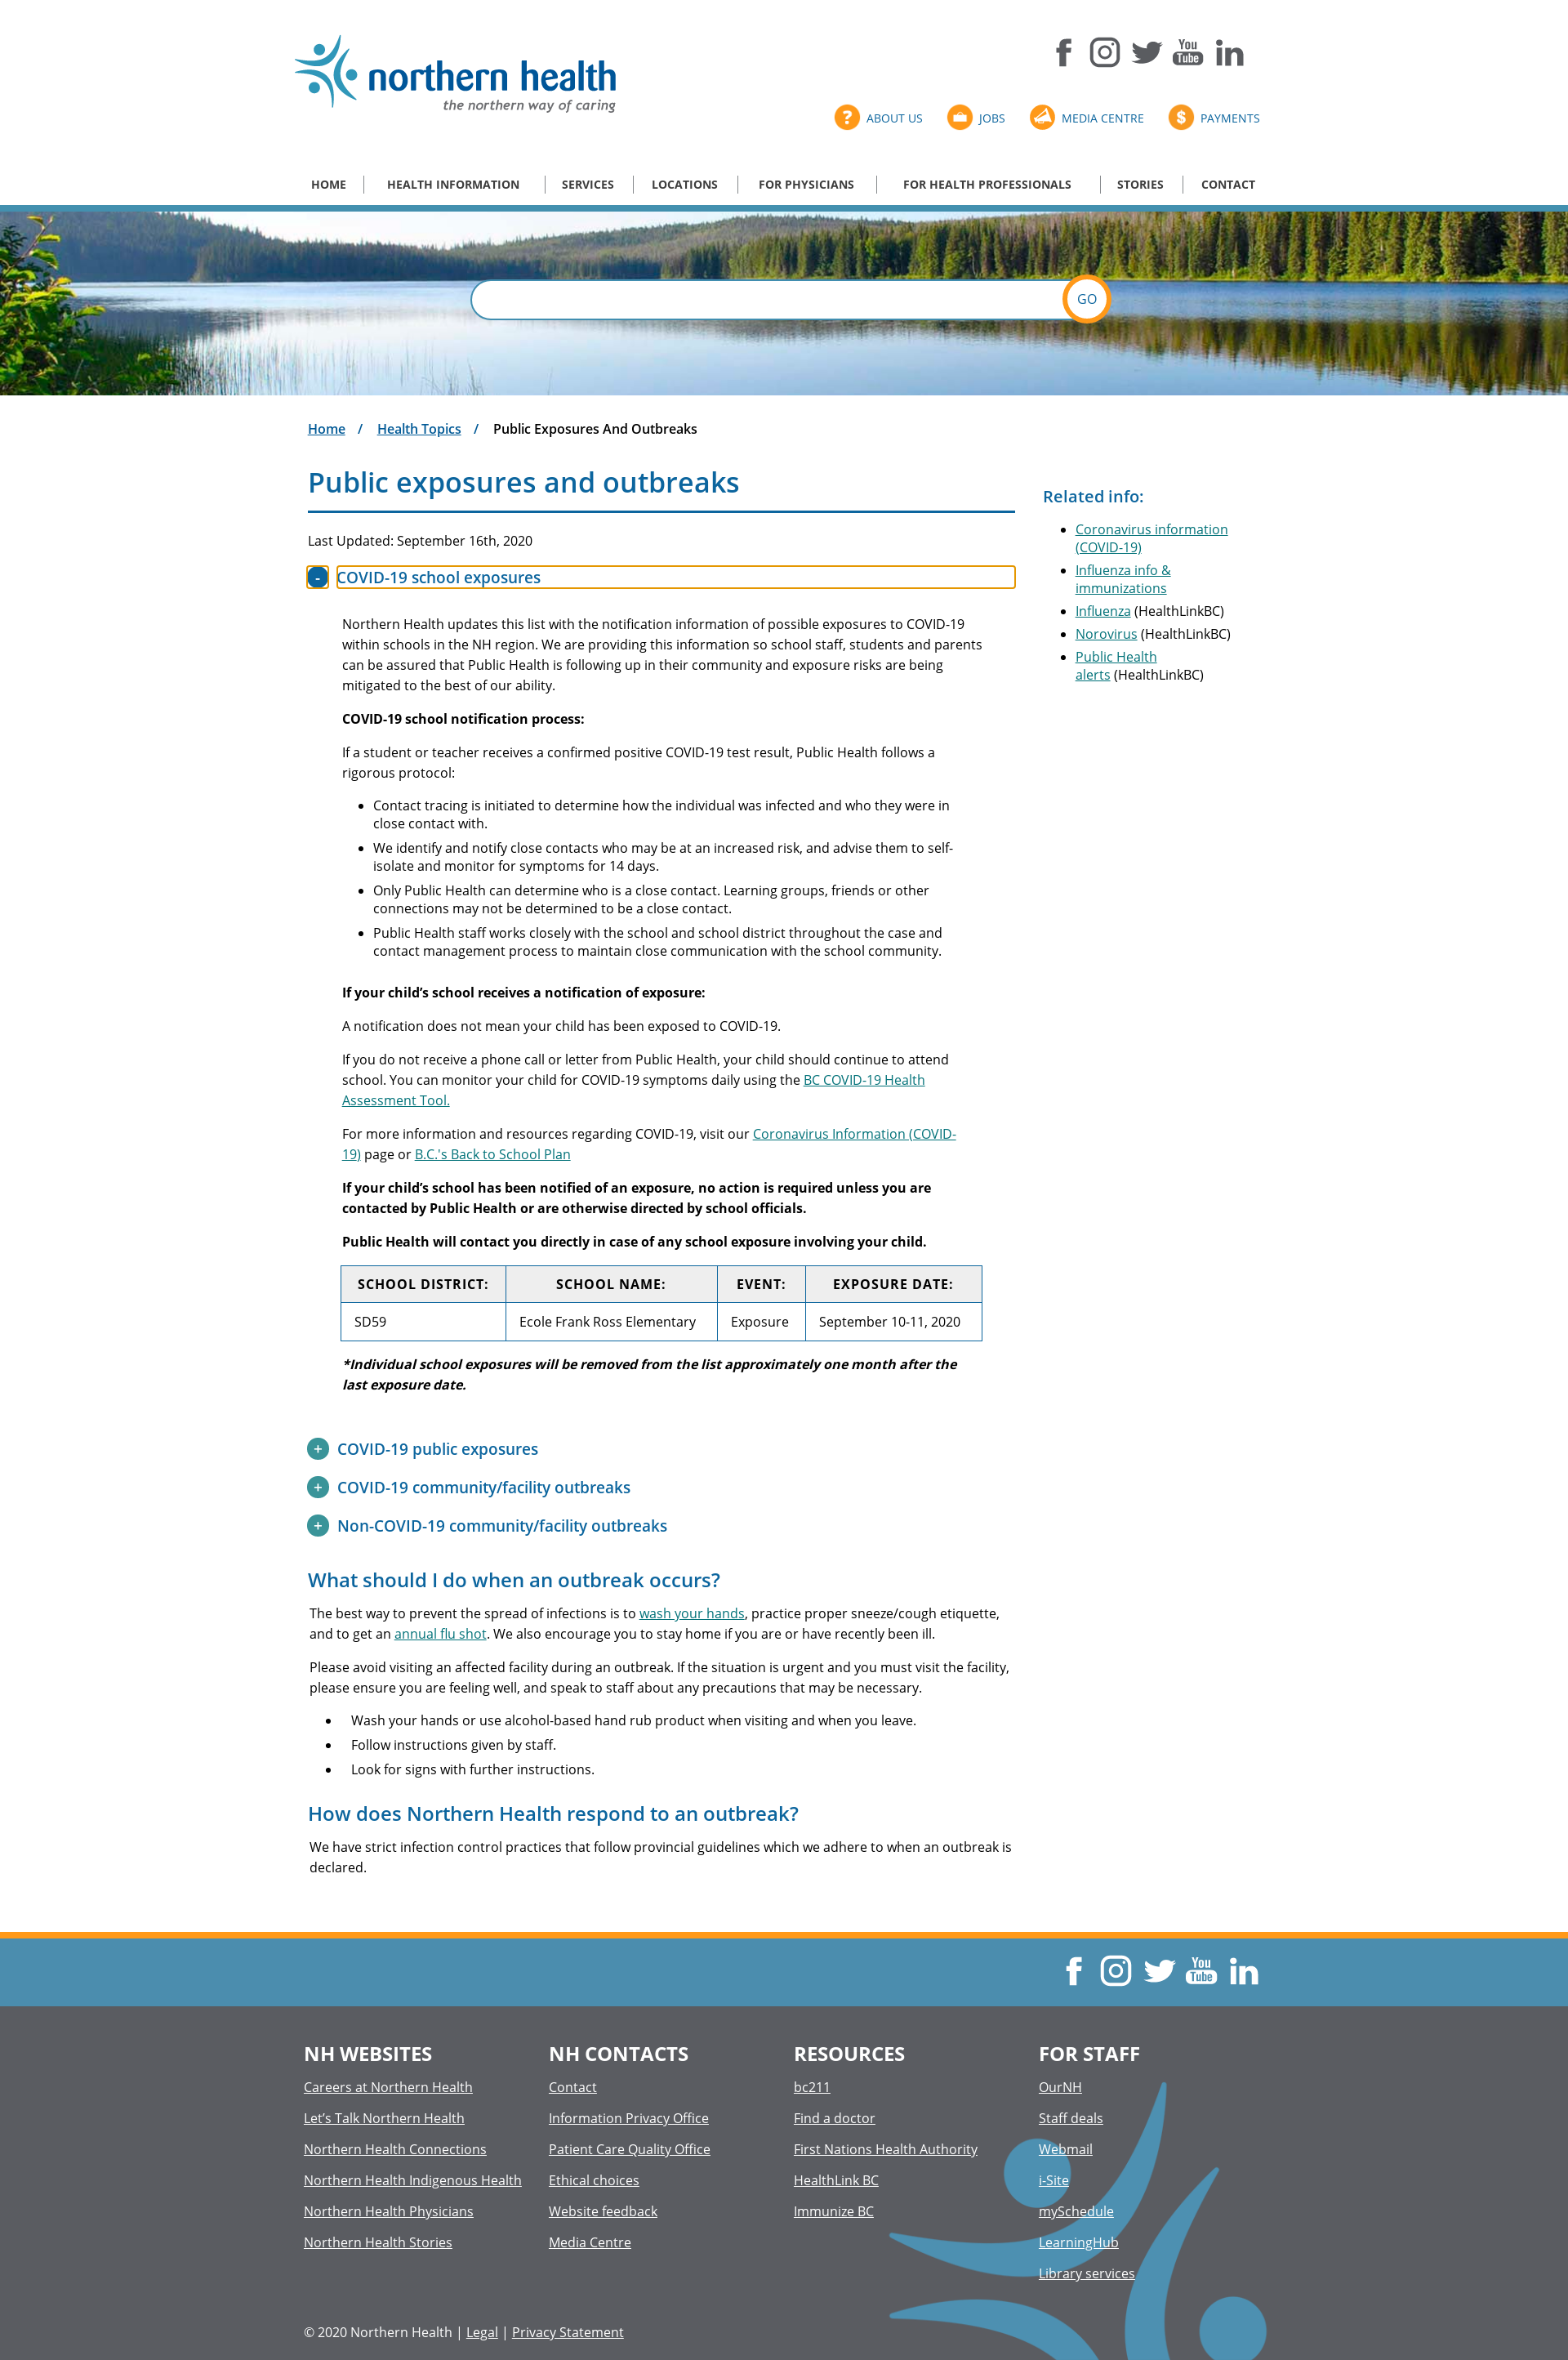 northern health
the northern way of caring
You
Tube
ABOUT US
JOBS
MEDIA CENTRE
PAYMENTS
HOME
HEALTH INFORMATION
SERVICES
LOCATIONS
FOR PHYSICIANS
FOR HEALTH PROFESSIONALS
STORIES
CONTACT
GO
Home / Health Topics / Public Exposures And Outbreaks
Public exposures and outbreaks
Last Updated: September 16th, 2020
- COVID-19 school exposures
Northern Health updates this list with the notification information of possible exposures to COVID-19
within schools in the NH region. We are providing this information so school staff, students and parents
can be assured that Public Health is following up in their community and exposure risks are being
mitigated to the best of our ability.
COVID-19 school notification process:
If a student or teacher receives a confirmed positive COVID-19 test result, Public Health follows a
rigorous protocol:
Contact tracing is initiated to determine how the individual was infected and who they were in
close contact with.
We identify and notify close contacts who may be at an increased risk, and advise them to self-
isolate and monitor for symptoms for 14 days.
Only Public Health can determine who is a close contact. Learning groups, friends or other
connections may not be determined to be a close contact.
Public Health staff works closely with the school and school district throughout the case and
contact management process to maintain close communication with the school community.
If your child’s school receives a notification of exposure:
A notification does not mean your child has been exposed to COVID-19.
If you do not receive a phone call or letter from Public Health, your child should continue to attend
school. You can monitor your child for COVID-19 symptoms daily using the BC COVID-19 Health
Assessment Tool.
For more information and resources regarding COVID-19, visit our Coronavirus Information (COVID-
19) page or B.C.'s Back to School Plan
If your child’s school has been notified of an exposure, no action is required unless you are
contacted by Public Health or are otherwise directed by school officials.
Public Health will contact you directly in case of any school exposure involving your child.
SCHOOL DISTRICT: SCHOOL NAME: EVENT: EXPOSURE DATE:
SD59 Ecole Frank Ross Elementary Exposure September 10-11, 2020
*Individual school exposures will be removed from the list approximately one month after the
last exposure date.
+ COVID-19 public exposures
+ COVID-19 community/facility outbreaks
+ Non-COVID-19 community/facility outbreaks
What should I do when an outbreak occurs?
The best way to prevent the spread of infections is to wash your hands, practice proper sneeze/cough etiquette,
and to get an annual flu shot. We also encourage you to stay home if you are or have recently been ill.
Please avoid visiting an affected facility during an outbreak. If the situation is urgent and you must visit the facility,
please ensure you are feeling well, and speak to staff about any precautions that may be necessary.
Wash your hands or use alcohol-based hand rub product when visiting and when you leave.
Follow instructions given by staff.
Look for signs with further instructions.
How does Northern Health respond to an outbreak?
We have strict infection control practices that follow provincial guidelines which we adhere to when an outbreak is
declared.
Related info:
Coronavirus information
(COVID-19)
Influenza info &
immunizations
Influenza (HealthLinkBC)
Norovirus (HealthLinkBC)
Public Health
alerts (HealthLinkBC)
You
Tube
NH WEBSITES
Careers at Northern Health
Let’s Talk Northern Health
Northern Health Connections
Northern Health Indigenous Health
Northern Health Physicians
Northern Health Stories
NH CONTACTS
Contact
Information Privacy Office
Patient Care Quality Office
Ethical choices
Website feedback
Media Centre
RESOURCES
bc211
Find a doctor
First Nations Health Authority
HealthLink BC
Immunize BC
FOR STAFF
OurNH
Staff deals
Webmail
i-Site
mySchedule
LearningHub
Library services
© 2020 Northern Health | Legal | Privacy Statement